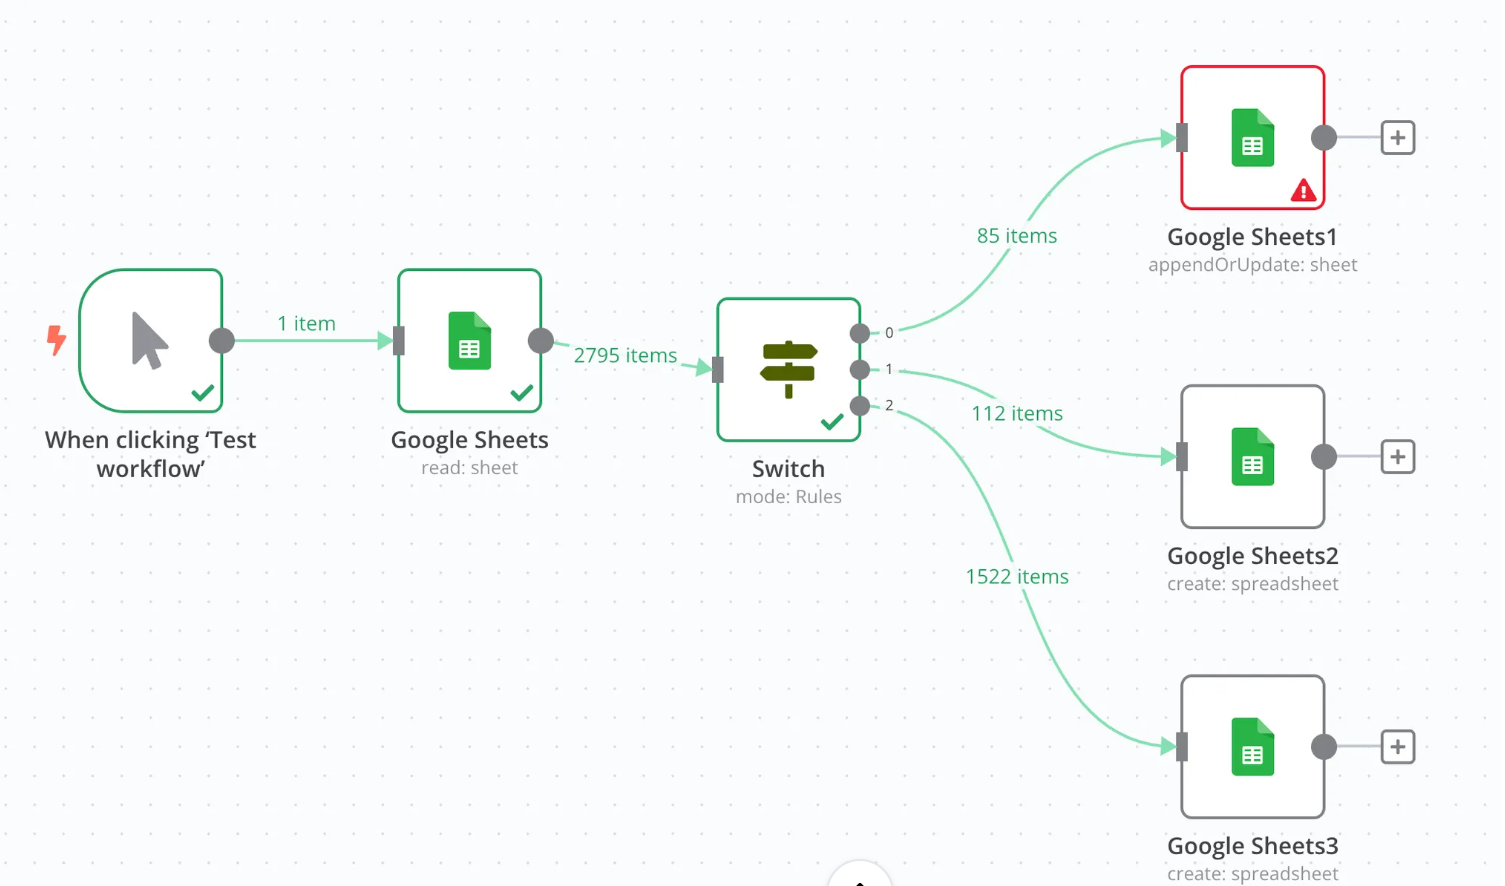 1 item
When clicking ‘Test
workflow’
Google Sheets
read: sheet
2795 items
Switch
mode: Rules
0
1
2
85 items
112 items
1522 items
Google Sheets1
appendOrUpdate: sheet
Google Sheets2
create: spreadsheet
Google Sheets3
create: spreadsheet